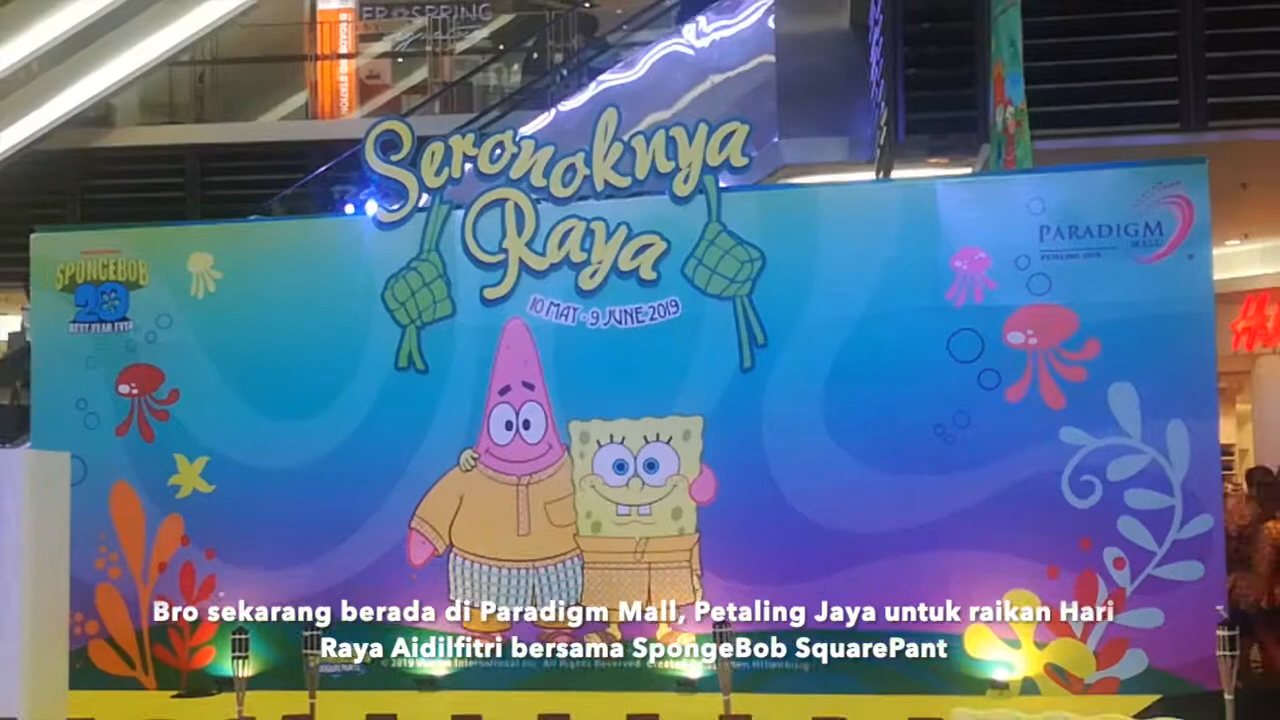 Seronoknya
Raya
10 MAY - 9 JUNE 2019
SPONGEBOB
20
BEST YEAR EVER
PARADIGM
MALL
PETALING JAYA
Bro sekarang berada di Paradigm Mall, Petaling Jaya untuk raikan Hari
Raya Aidilfitri bersama SpongeBob SquarePant